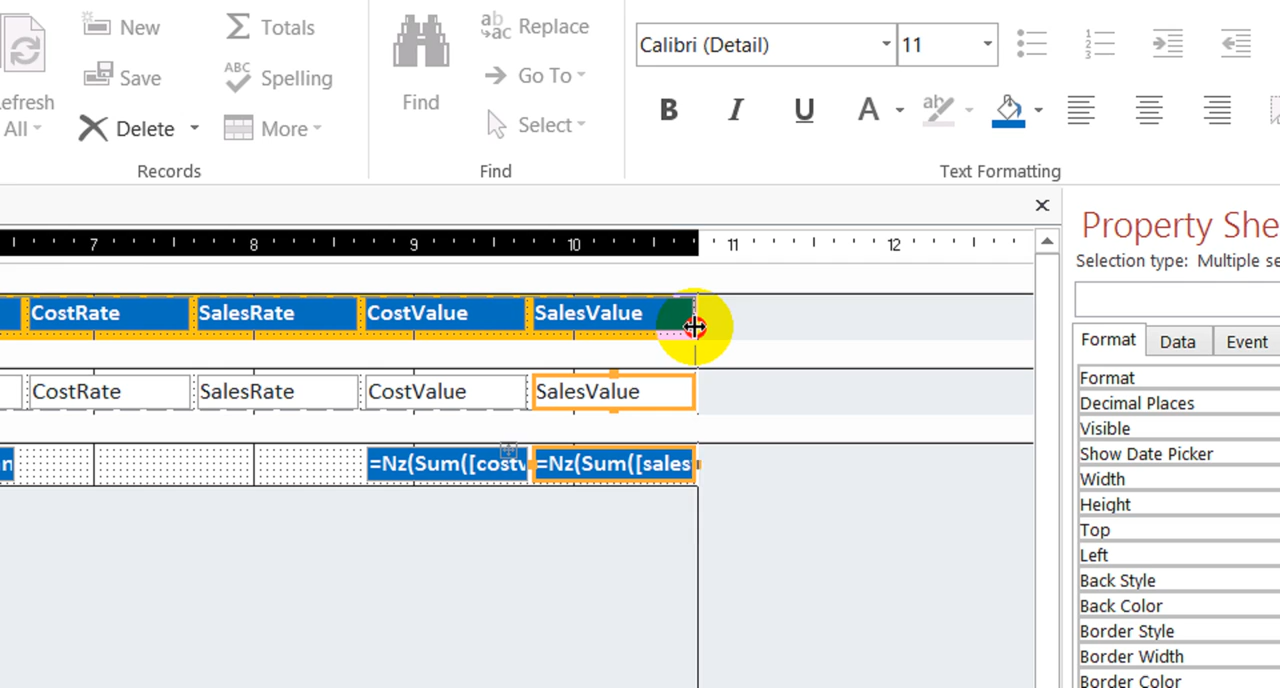 New
Totals
Replace
Calibri (Detail)
11
Save
ABC
Spelling
Go To
efresh
Find
All
Delete
More
Select
B I U A ab
Records
Find
Text Formatting
Property She
Selection type: Multiple se
7 8 9 10 11 12
CostRate SalesRate CostValue SalesValue
Format Data Event
CostRate SalesRate CostValue SalesValue
=Nz(Sum([costv =Nz(Sum([sales
Format
Decimal Places
Visible
Show Date Picker
Width
Height
Top
Left
Back Style
Back Color
Border Style
Border Width
Border Color